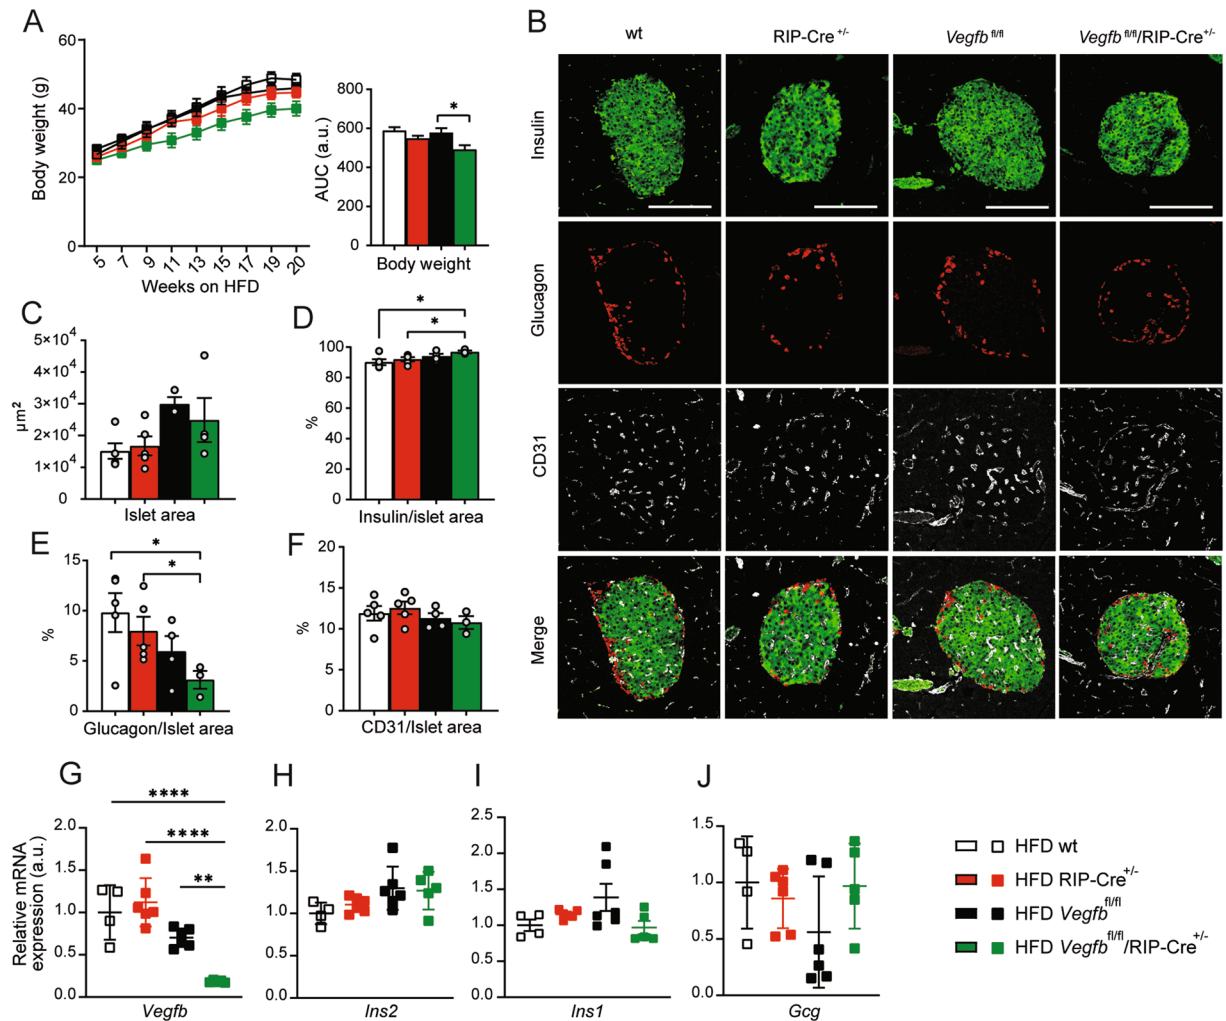 A
60
40
20
0
Body weight (g)
5 7 9 11 13 15 17 19 20
Weeks on HFD
800
600
400
200
0
AUC (a.u.)
*
Body weight
B
wt
RIP-Cre+/-
Vegfb fl/fl
Vegfb fl/fl/RIP-Cre+/-
Insulin
Glucagon
CD31
Merge
C
5×10⁴
4×10⁴
3×10⁴
2×10⁴
1×10⁴
0
µm²
Islet area
D
*
*
100
80
60
40
20
0
%
Insulin/islet area
E
*
*
15
10
5
0
%
Glucagon/Islet area
F
20
15
10
5
0
%
CD31/Islet area
G
****
****
**
2.0
1.5
1.0
0.5
0.0
Relative mRNA
expression (a.u.)
Vegfb
H
2.0
1.5
1.0
0.5
0.0
Ins2
I
2.5
2.0
1.5
1.0
0.5
0.0
Ins1
J
1.5
1.0
0.5
0.0
Gcg
HFD wt
HFD RIP-Cre+/-
HFD Vegfb fl/fl
HFD Vegfb fl/fl/RIP-Cre+/-